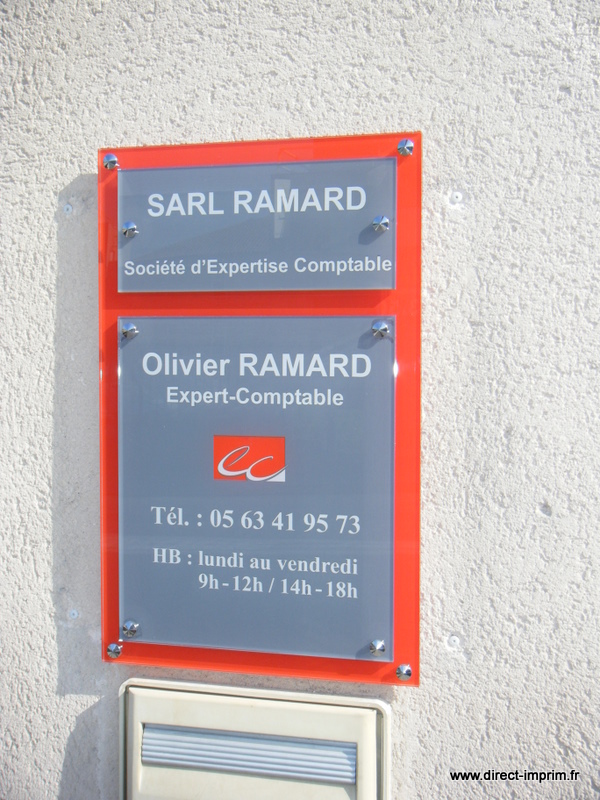 SARL RAMARD
Société d'Expertise Comptable
Olivier RAMARD
Expert-Comptable
ec
Tél. : 05 63 41 95 73
HB : lundi au vendredi
9h-12h / 14h-18h
www.direct-imprim.fr